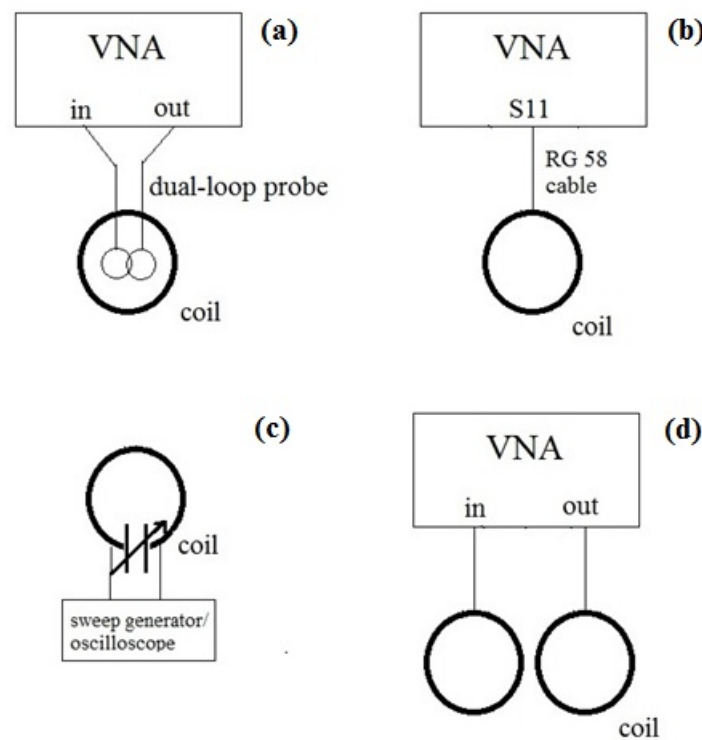 (a)
VNA
in out
dual-loop probe
coil
(b)
VNA
S11
RG 58
cable
coil
(c)
coil
sweep generator/
oscilloscope
(d)
VNA
in out
coil